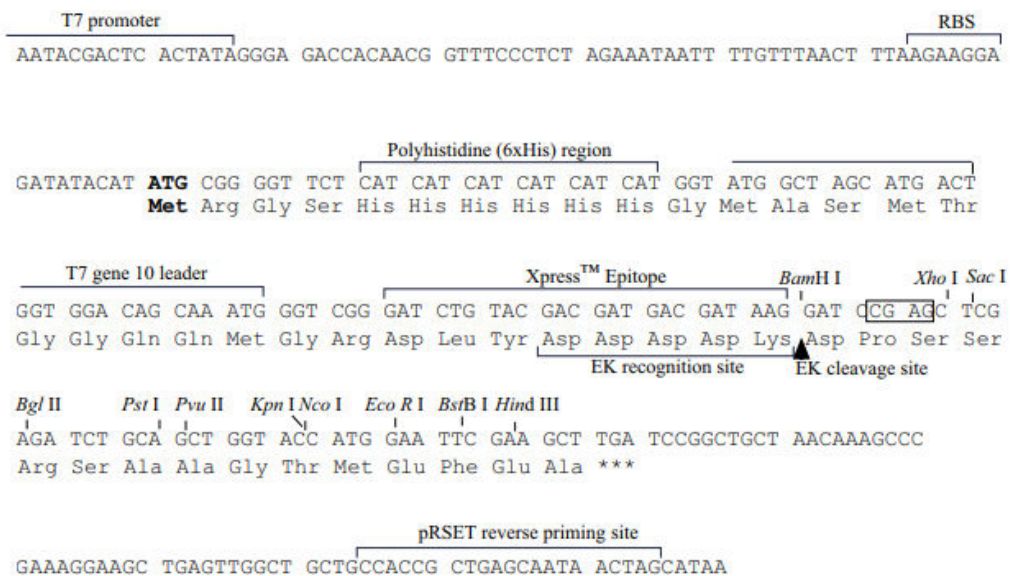 T7 promoter RBS
AATACGACTC ACTATAGGGA GACCACAACG GTTTCCCTCT AGAAATAATT TTGTTTAACT TTAAGAAGGA
Polyhistidine (6xHis) region
GATATACAT ATG CGG GGT TCT CAT CAT CAT CAT CAT CAT GGT ATG GCT AGC ATG ACT
Met Arg Gly Ser His His His His His His Gly Met Ala Ser Met Thr
T7 gene 10 leader Xpress™ Epitope BamH I Xho I Sac I
GGT GGA CAG CAA ATG GGT CGG GAT CTG TAC GAC GAT GAC GAT AAG GAT CCG AGC TCG
Gly Gly Gln Gln Met Gly Arg Asp Leu Tyr Asp Asp Asp Asp Lys Asp Pro Ser Ser
EK recognition site EK cleavage site
Bgl II Pst I Pvu II Kpn I Nco I Eco R I BstB I Hind III
AGA TCT GCA GCT GGT ACC ATG GAA TTC GAA GCT TGA TCCGGCTGCT AACAAAGCCC
Arg Ser Ala Ala Gly Thr Met Glu Phe Glu Ala ***
pRSET reverse priming site
GAAAGGAAGC TGAGTTGGCT GCTGCCACCG CTGAGCAATA ACTAGCATAA